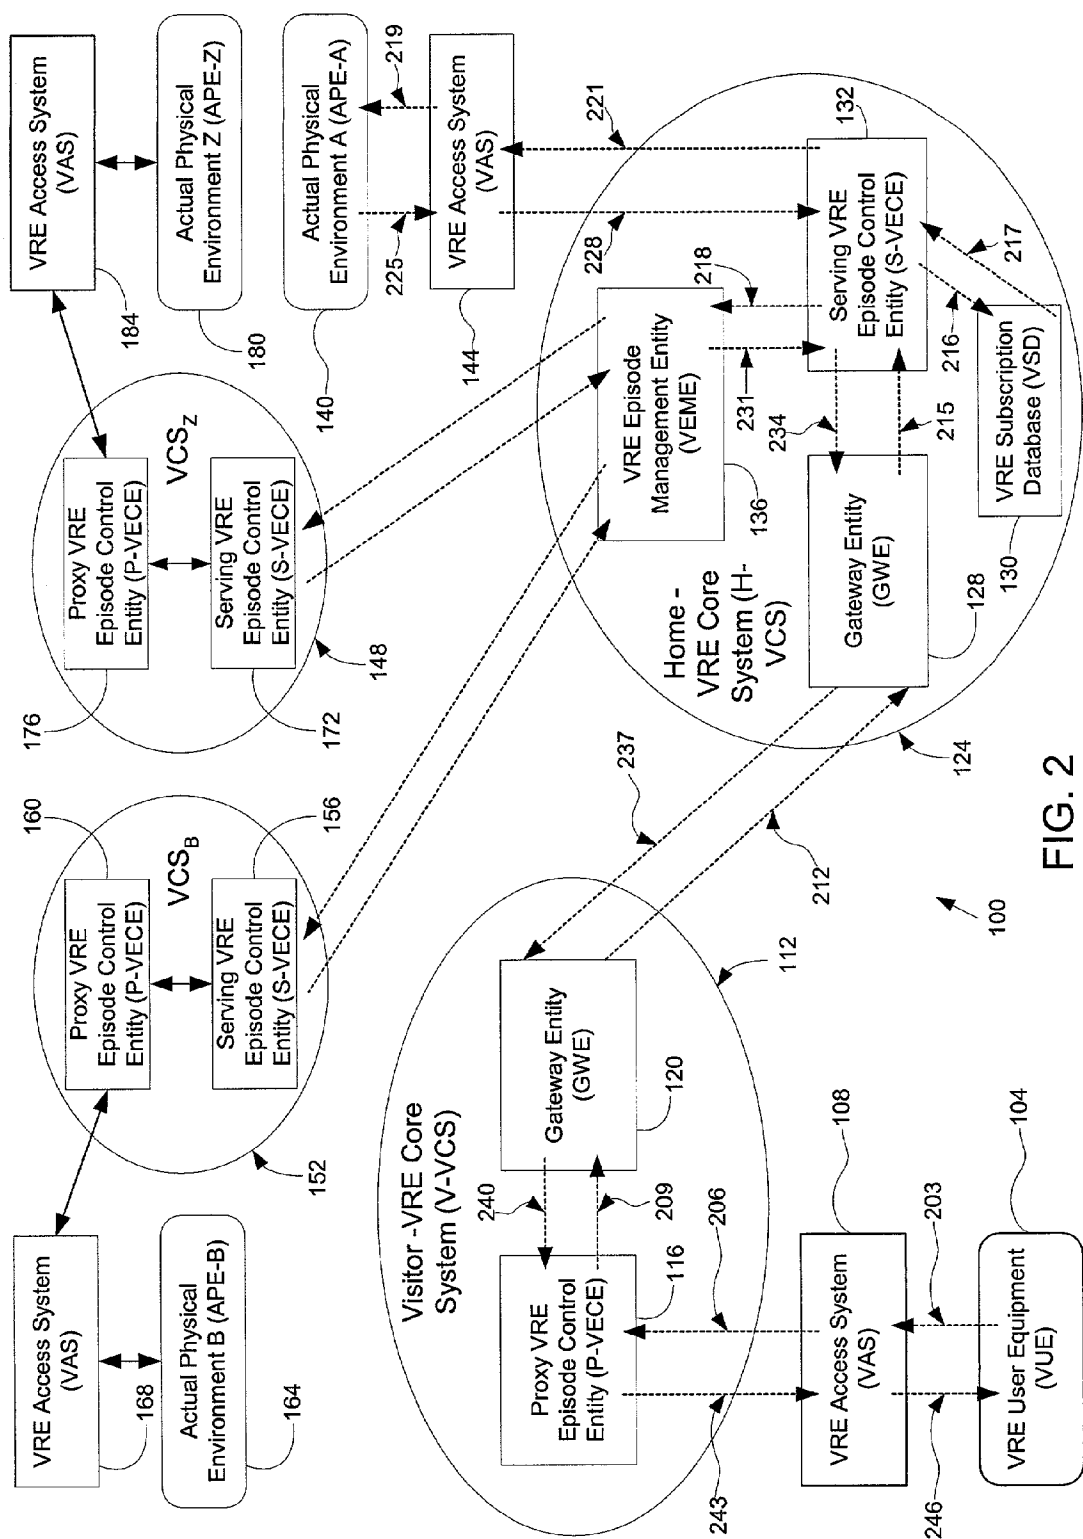 VRE Access System
(VAS)
168
Actual Physical
Environment B (APE-B)
164
152
Proxy VRE
Episode Control
Entity (P-VECE)
160
VCS_B
Serving VRE
Episode Control
Entity (S-VECE)
156
176
Proxy VRE
Episode Control
Entity (P-VECE)
VCS_Z
Serving VRE
Episode Control
Entity (S-VECE)
172
148
VRE Access System
(VAS)
184
Actual Physical
Environment Z (APE-Z)
180
Actual Physical
Environment A (APE-A)
140
225
219
VRE Access System
(VAS)
144
228
221
Visitor -VRE Core
System (V-VCS)
Proxy VRE
Episode Control
Entity (P-VECE)
116
240
209
Gateway Entity
(GWE)
120
112
206
243
VRE Access System
(VAS)
108
203
246
VRE User Equipment
(VUE)
104
237
212
Home -
VRE Core
System (H-
VCS)
VRE Episode
Management Entity
(VEME)
136
218
231
Serving VRE
Episode Control
Entity (S-VECE)
132
234
215
Gateway Entity
(GWE)
128
216
217
VRE Subscription
Database (VSD)
130
124
100
FIG. 2